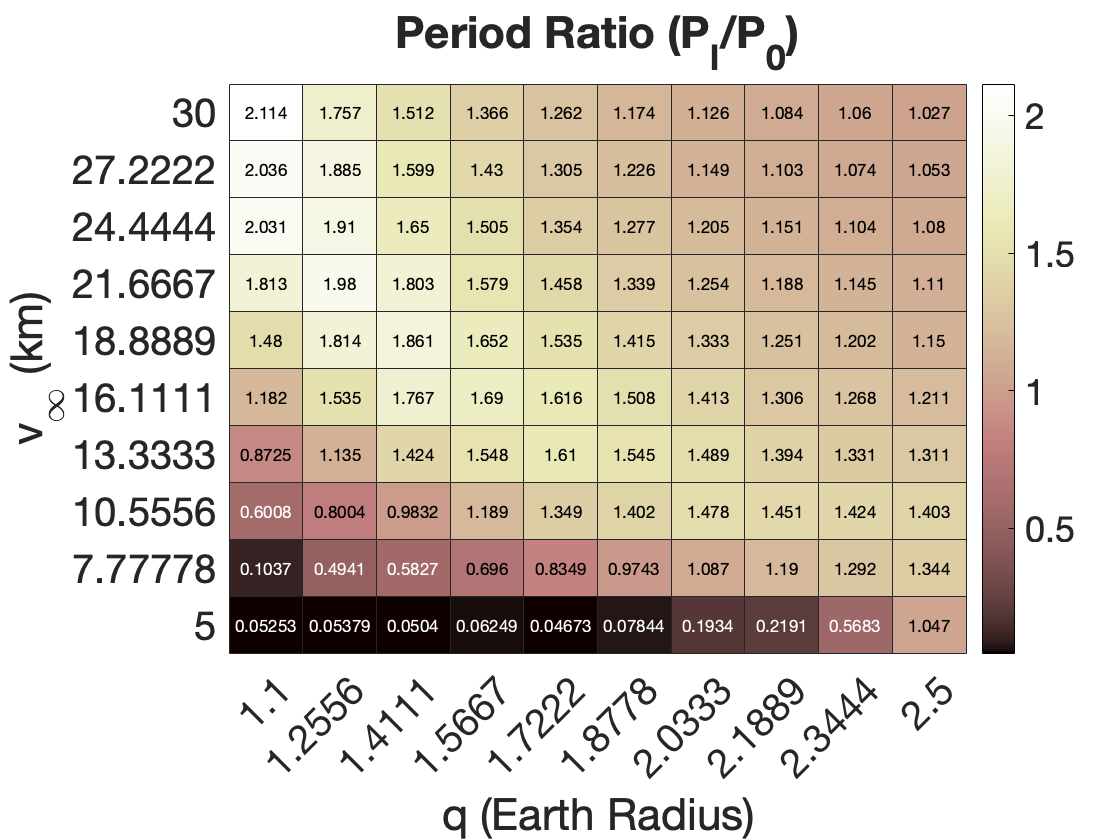 Period Ratio (P_I/P_0)
30 2.114 1.757 1.512 1.366 1.262 1.174 1.126 1.084 1.06 1.027
27.2222 2.036 1.885 1.599 1.43 1.305 1.226 1.149 1.103 1.074 1.053
24.4444 2.031 1.91 1.65 1.505 1.354 1.277 1.205 1.151 1.104 1.08
21.6667 1.813 1.98 1.803 1.579 1.458 1.339 1.254 1.188 1.145 1.11
18.8889 1.48 1.814 1.861 1.652 1.535 1.415 1.333 1.251 1.202 1.15
16.1111 1.182 1.535 1.767 1.69 1.616 1.508 1.413 1.306 1.268 1.211
13.3333 0.8725 1.135 1.424 1.548 1.61 1.545 1.489 1.394 1.331 1.311
10.5556 0.6008 0.8004 0.9832 1.189 1.349 1.402 1.478 1.451 1.424 1.403
7.77778 0.1037 0.4941 0.5827 0.696 0.8349 0.9743 1.087 1.19 1.292 1.344
5 0.05253 0.05379 0.0504 0.06249 0.04673 0.07844 0.1934 0.2191 0.5683 1.047
1.1 1.2556 1.4111 1.5667 1.7222 1.8778 2.0333 2.1889 2.3444 2.5
q (Earth Radius)
v_∞ (km)
2
1.5
1
0.5